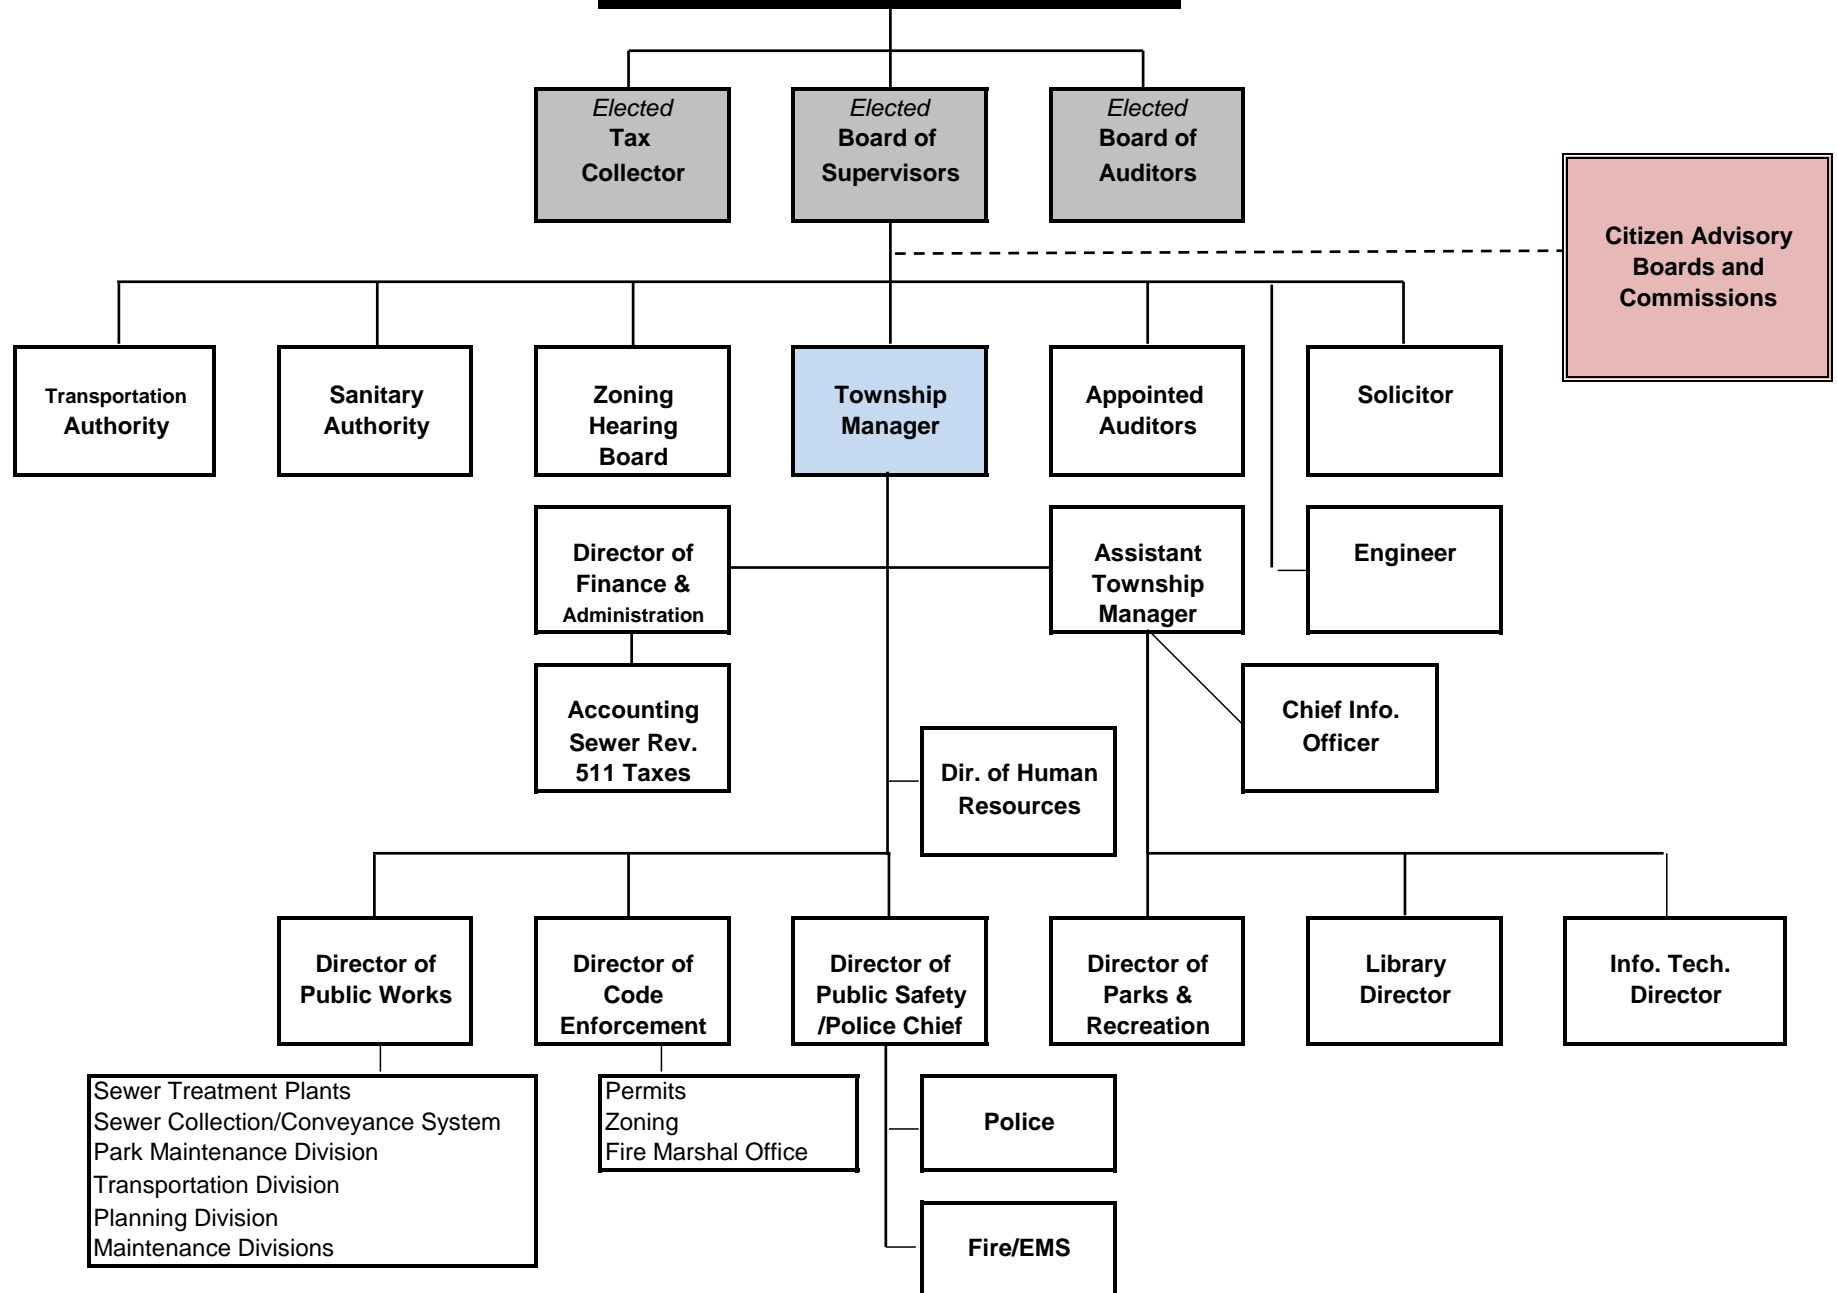 Elected
Tax
Collector
Elected
Board of
Supervisors
Elected
Board of
Auditors
Citizen Advisory
Boards and
Commissions
Transportation
Authority
Sanitary
Authority
Zoning
Hearing
Board
Township
Manager
Appointed
Auditors
Solicitor
Director of
Finance &
Administration
Assistant
Township
Manager
Engineer
Accounting
Sewer Rev.
511 Taxes
Chief Info.
Officer
Dir. of Human
Resources
Director of
Public Works
Director of
Code
Enforcement
Director of
Public Safety
/Police Chief
Director of
Parks &
Recreation
Library
Director
Info. Tech.
Director
Sewer Treatment Plants
Sewer Collection/Conveyance System
Park Maintenance Division
Transportation Division
Planning Division
Maintenance Divisions
Permits
Zoning
Fire Marshal Office
Police
Fire/EMS